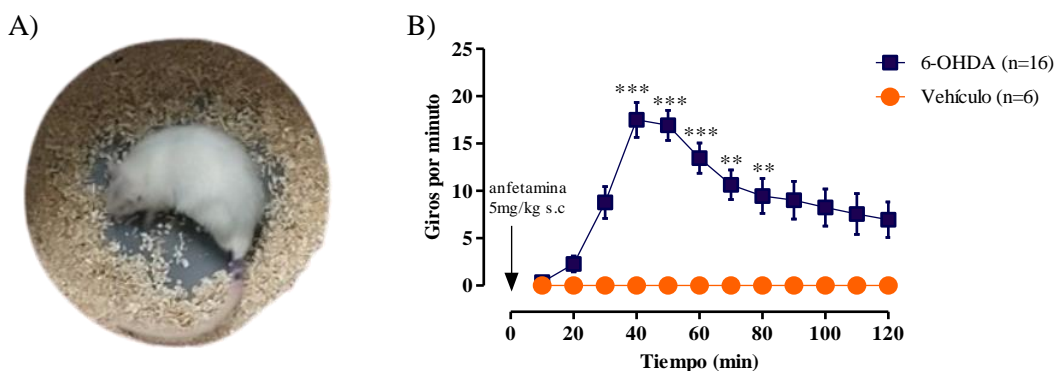 A)
B)
6-OHDA (n=16)
Vehículo (n=6)
Giros por minuto
25
20
15
10
5
0
***
***
***
**
**
anfetamina
5mg/kg s.c
0 20 40 60 80 100 120
Tiempo (min)